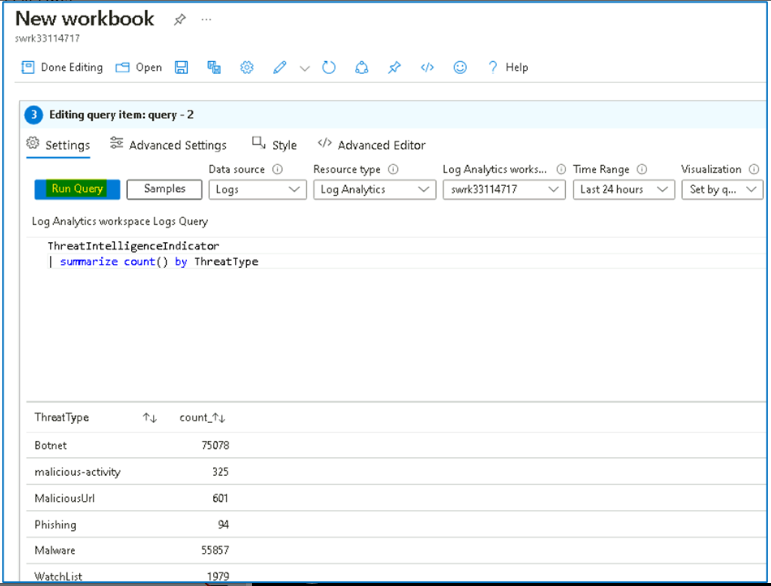 New workbook
swrk33114717
Done Editing Open Help
3 Editing query item: query - 2
Settings Advanced Settings Style Advanced Editor
Data source Resource type Log Analytics works... Time Range Visualization
Run Query Samples Logs Log Analytics swrk33114717 Last 24 hours Set by q...
Log Analytics workspace Logs Query
ThreatIntelligenceIndicator
| summarize count() by ThreatType
ThreatType count_
Botnet 75078
malicious-activity 325
MaliciousUrl 601
Phishing 94
Malware 55857
WatchList 1979